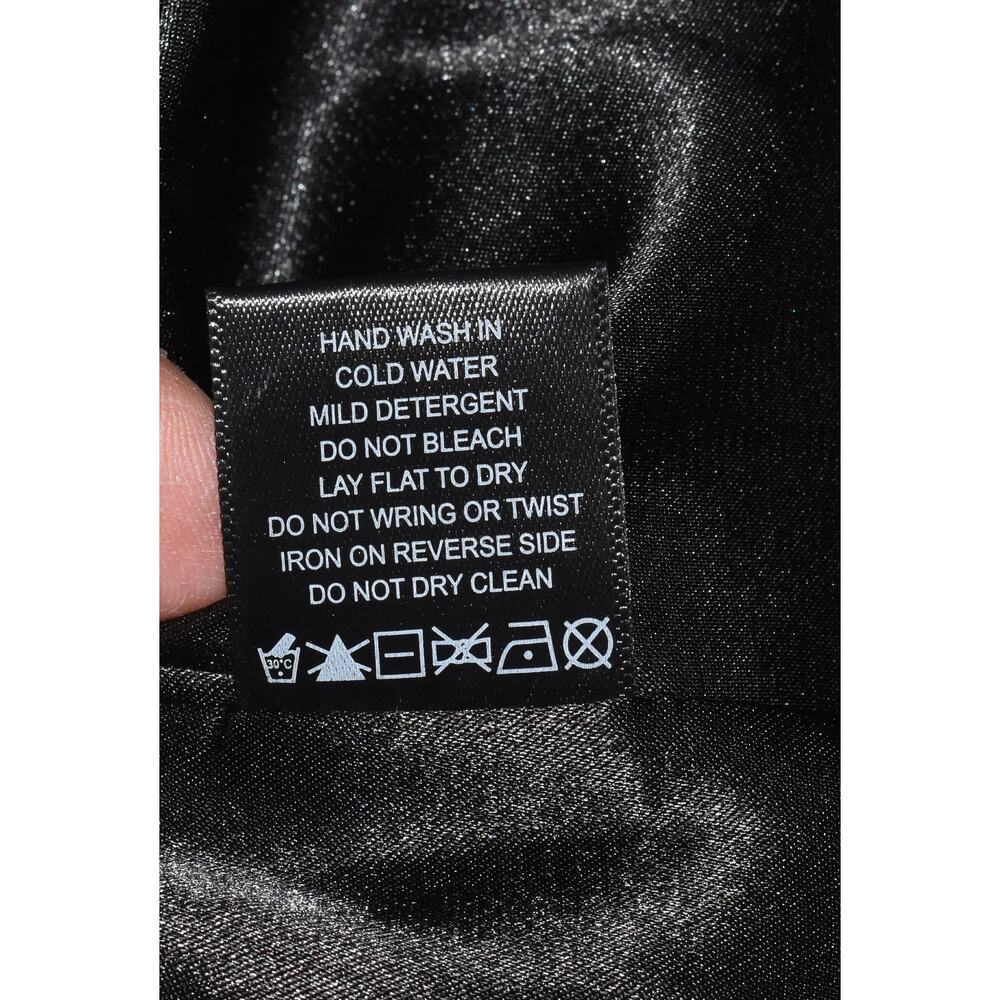 HAND WASH IN
COLD WATER
MILD DETERGENT
DO NOT BLEACH
LAY FLAT TO DRY
DO NOT WRING OR TWIST
IRON ON REVERSE SIDE
DO NOT DRY CLEAN
30°C